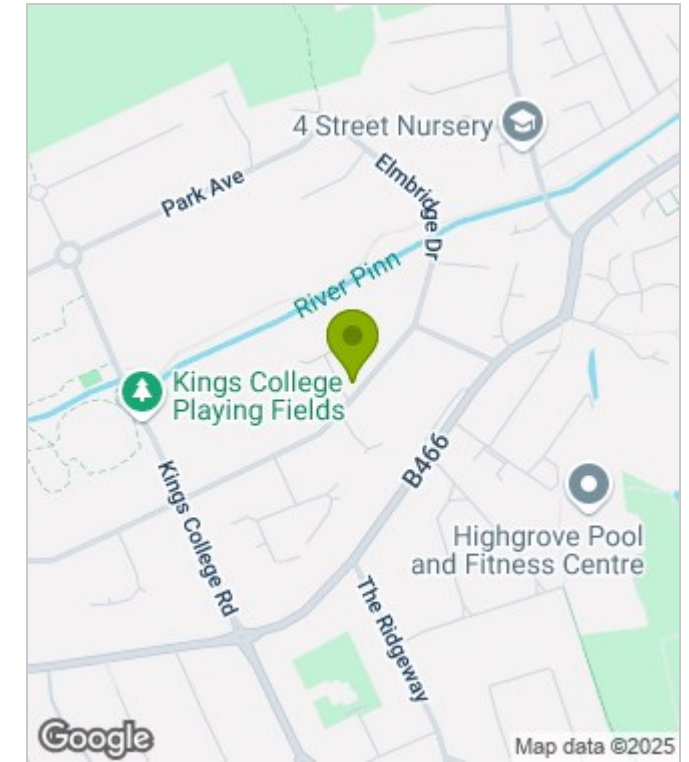 4 Street Nursery
Elmbridge Dr
Park Ave
River Pinn
Kings College
Playing Fields
B466
Kings College Rd
Highgrove Pool
and Fitness Centre
The Ridgeway
Google
Map data ©2025